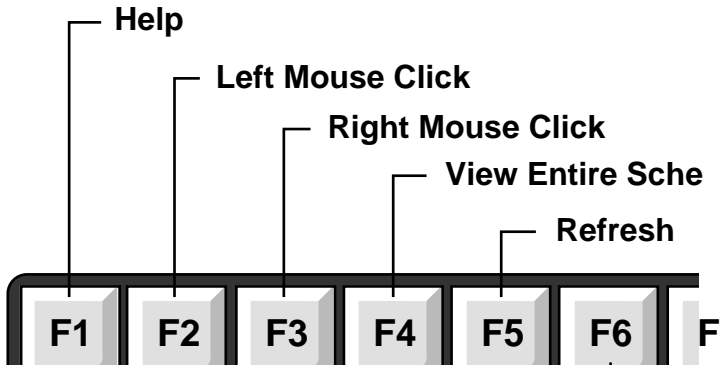 Help
Left Mouse Click
Right Mouse Click
View Entire Sche
Refresh
F1 F2 F3 F4 F5 F6 F